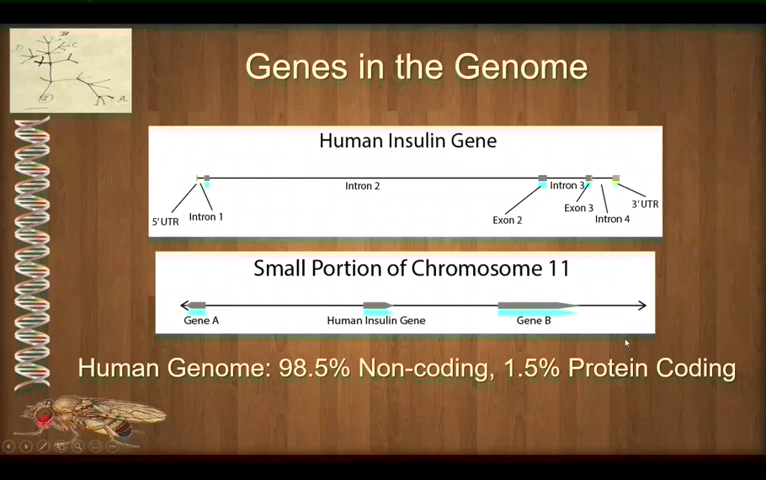 Genes in the Genome
Human Insulin Gene
Intron 2
Intron 3
5' UTR
Intron 1
Exon 2
Exon 3
Intron 4
3' UTR
Small Portion of Chromosome 11
Gene A
Human Insulin Gene
Gene B
Human Genome: 98.5% Non-coding, 1.5% Protein Coding